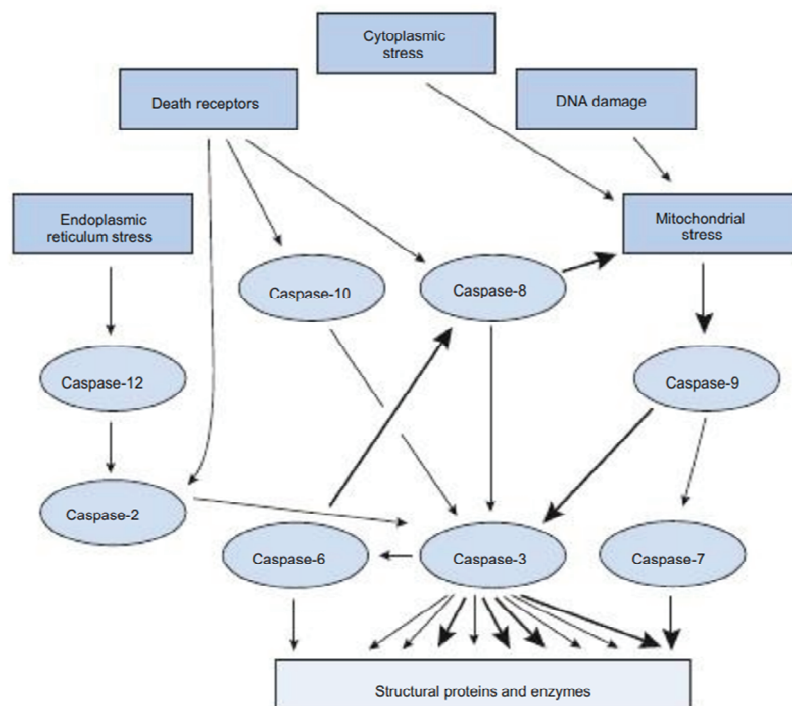 Cytoplasmic
stress
Death receptors
DNA damage
Endoplasmic
reticulum stress
Mitochondrial
stress
Caspase-10
Caspase-8
Caspase-12
Caspase-9
Caspase-2
Caspase-6
Caspase-3
Caspase-7
Structural proteins and enzymes